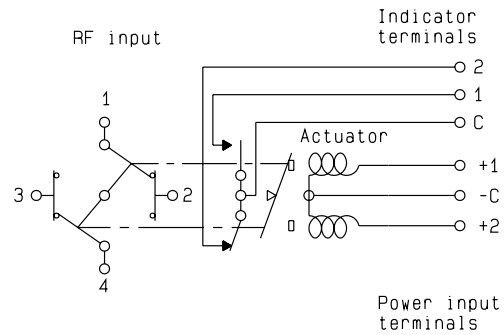 Indicator
terminals
RF input
2
1
C
1
Actuator
+1
3
2
-C
+2
4
Power input
terminals